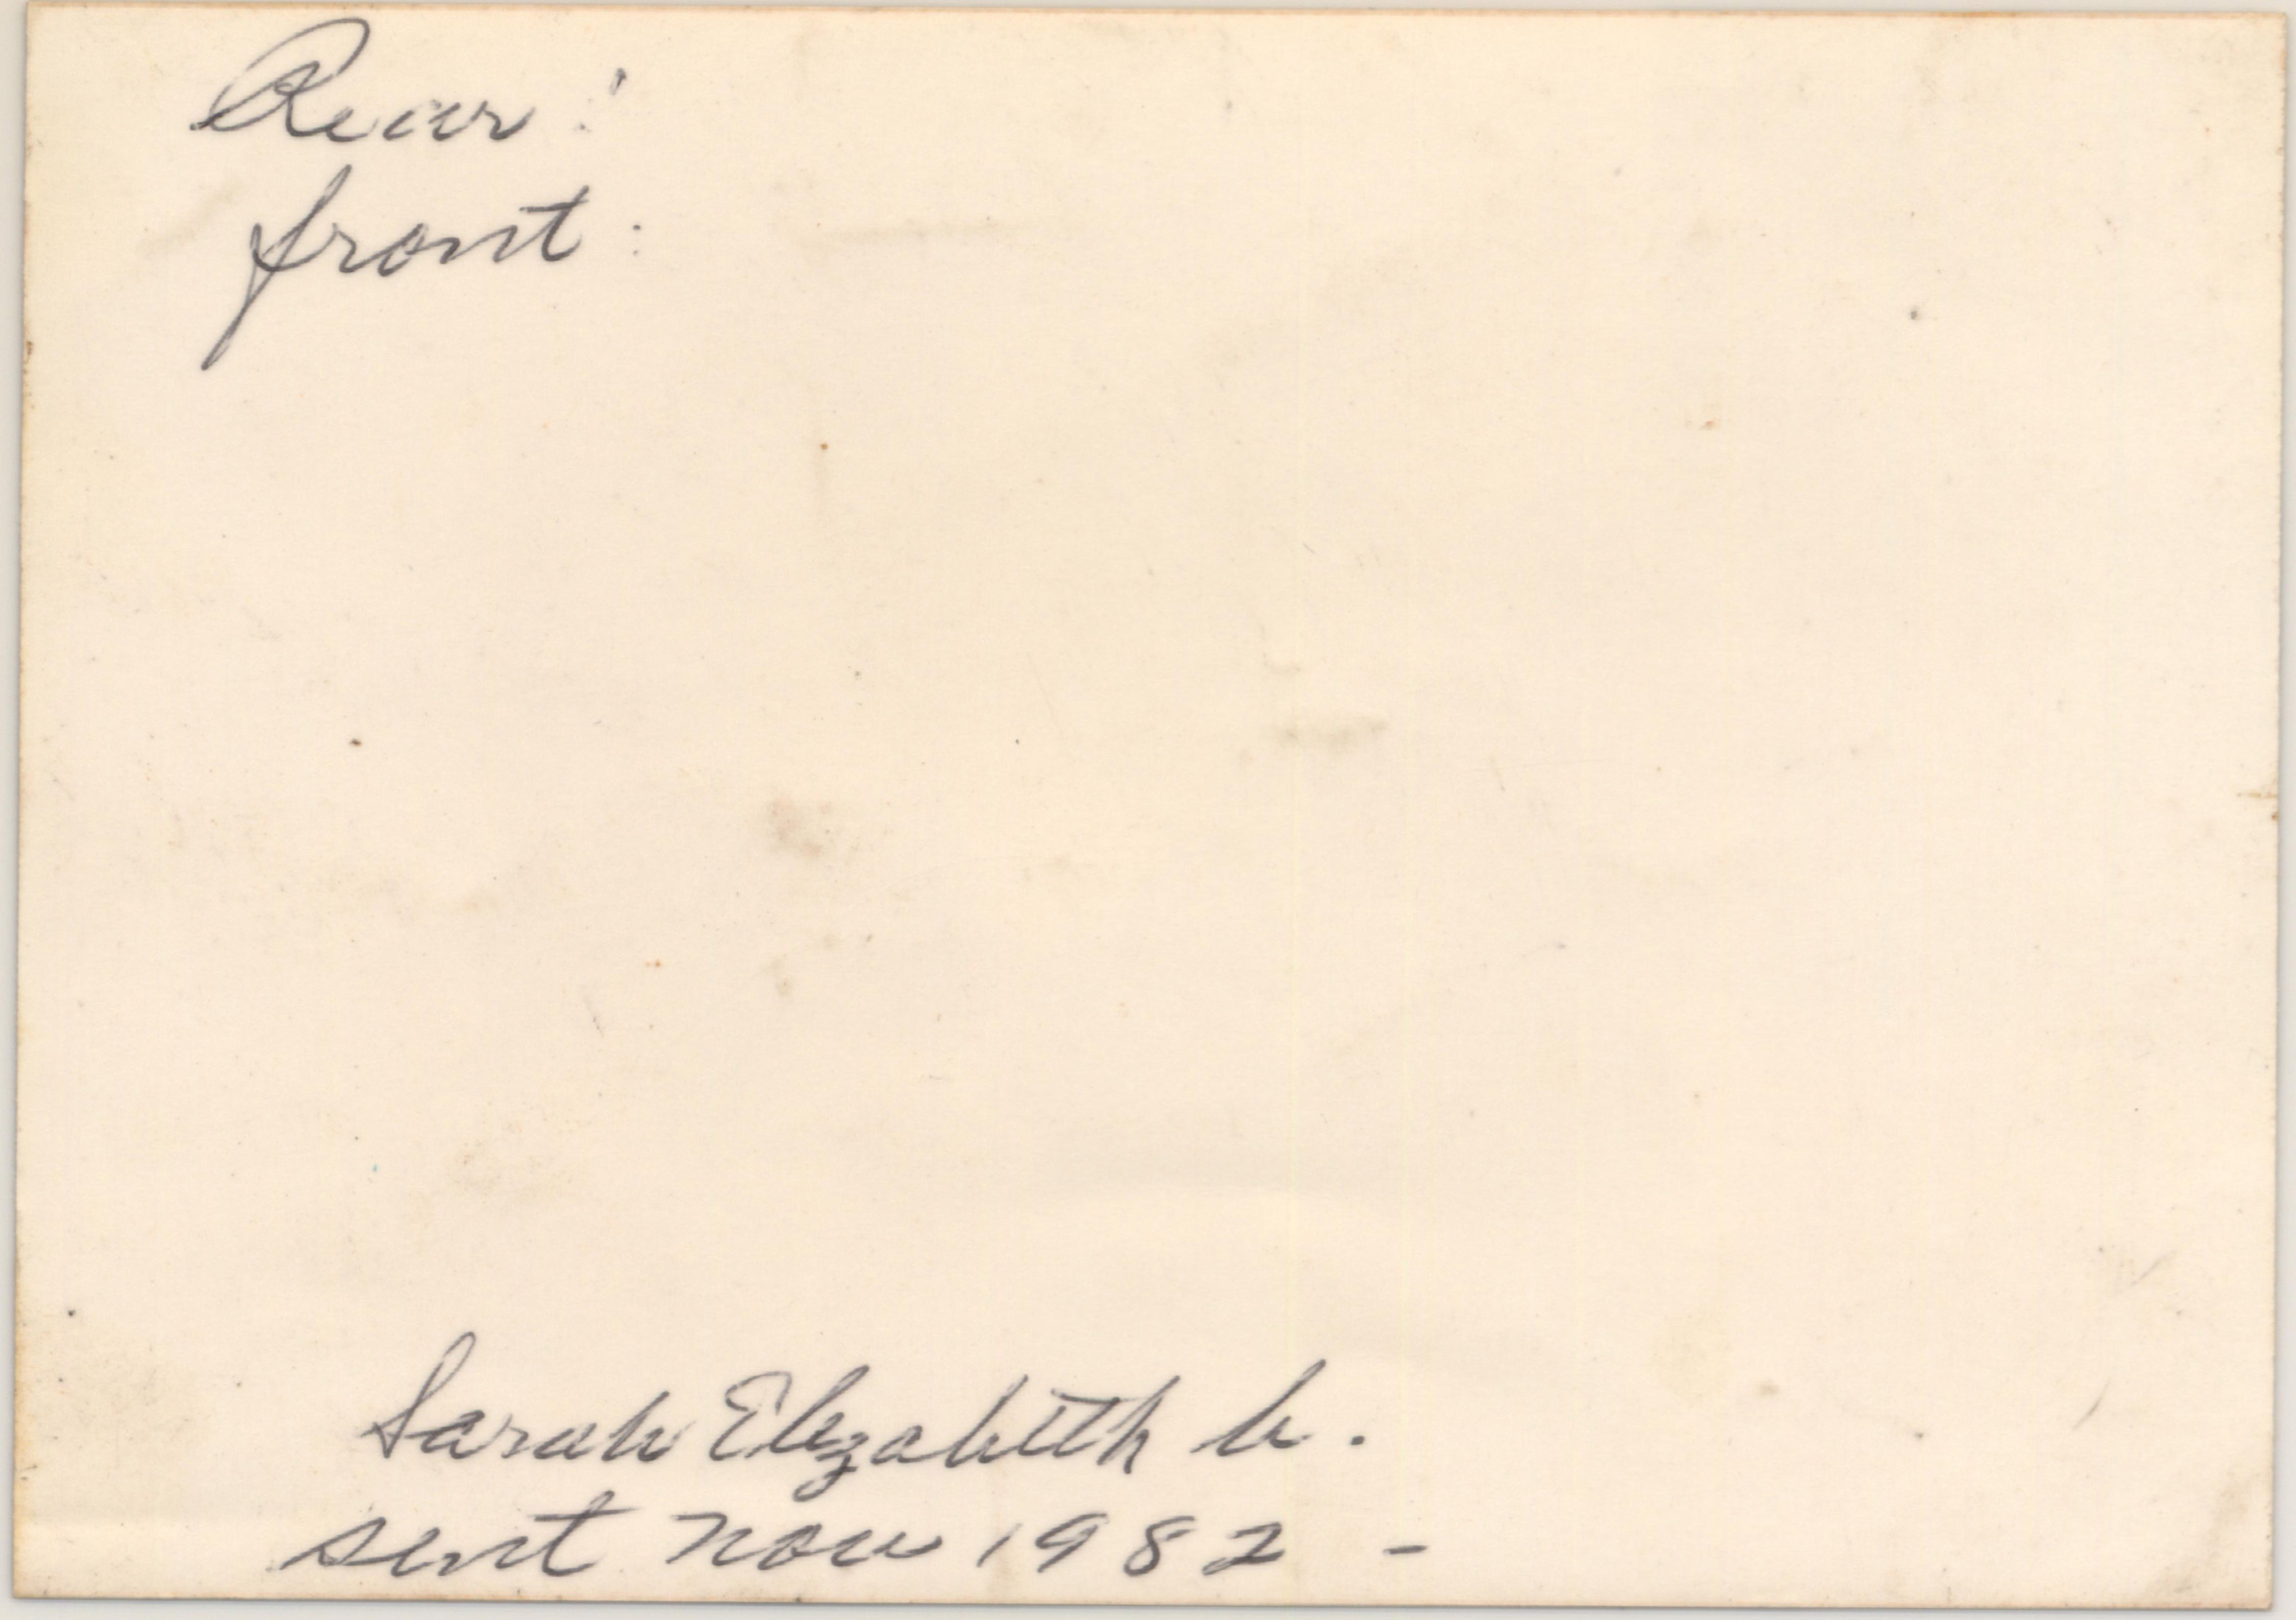 Rear:
front:
Sarah Elizabeth h.
sent Nov 1982 -